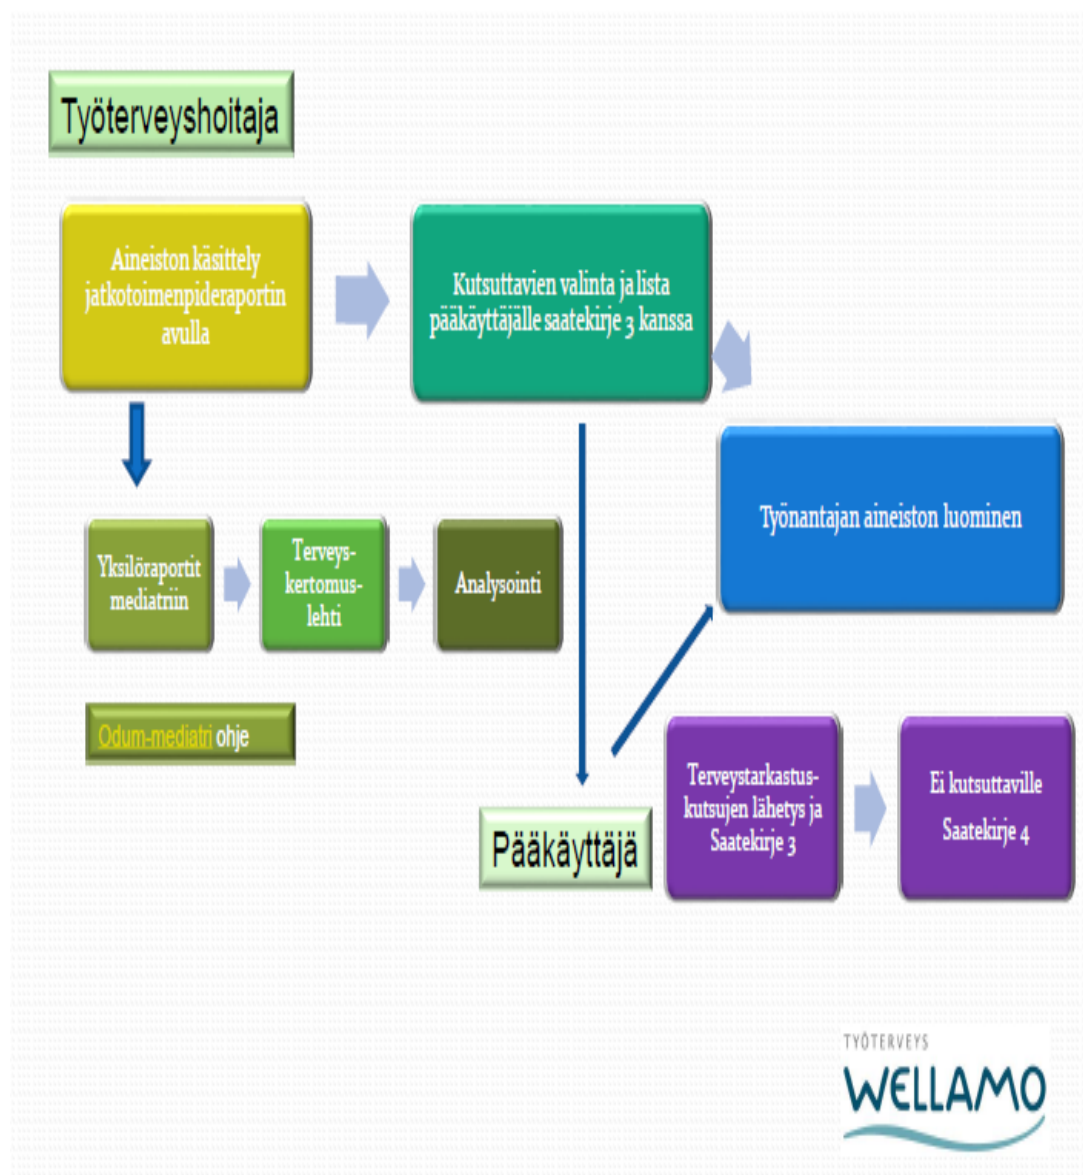 Työterveyshoitaja
Aineiston käsittely
jatkotoimenpideraportin
avulla
Kutsuttavien valinta ja lista
pääkäyttäjälle saatekirje 3 kanssa
Työnantajan aineiston luominen
Yksilöraportit
mediatriin
Terveys-
kertomus-
lehti
Analysointi
Odum-mediatri ohje
Pääkäyttäjä
Terveystarkastus-
kutsujen lähetys ja
Saatekirje 3
Ei kutsuttaville
Saatekirje 4
TYÖTERVEYS
WELLAMO